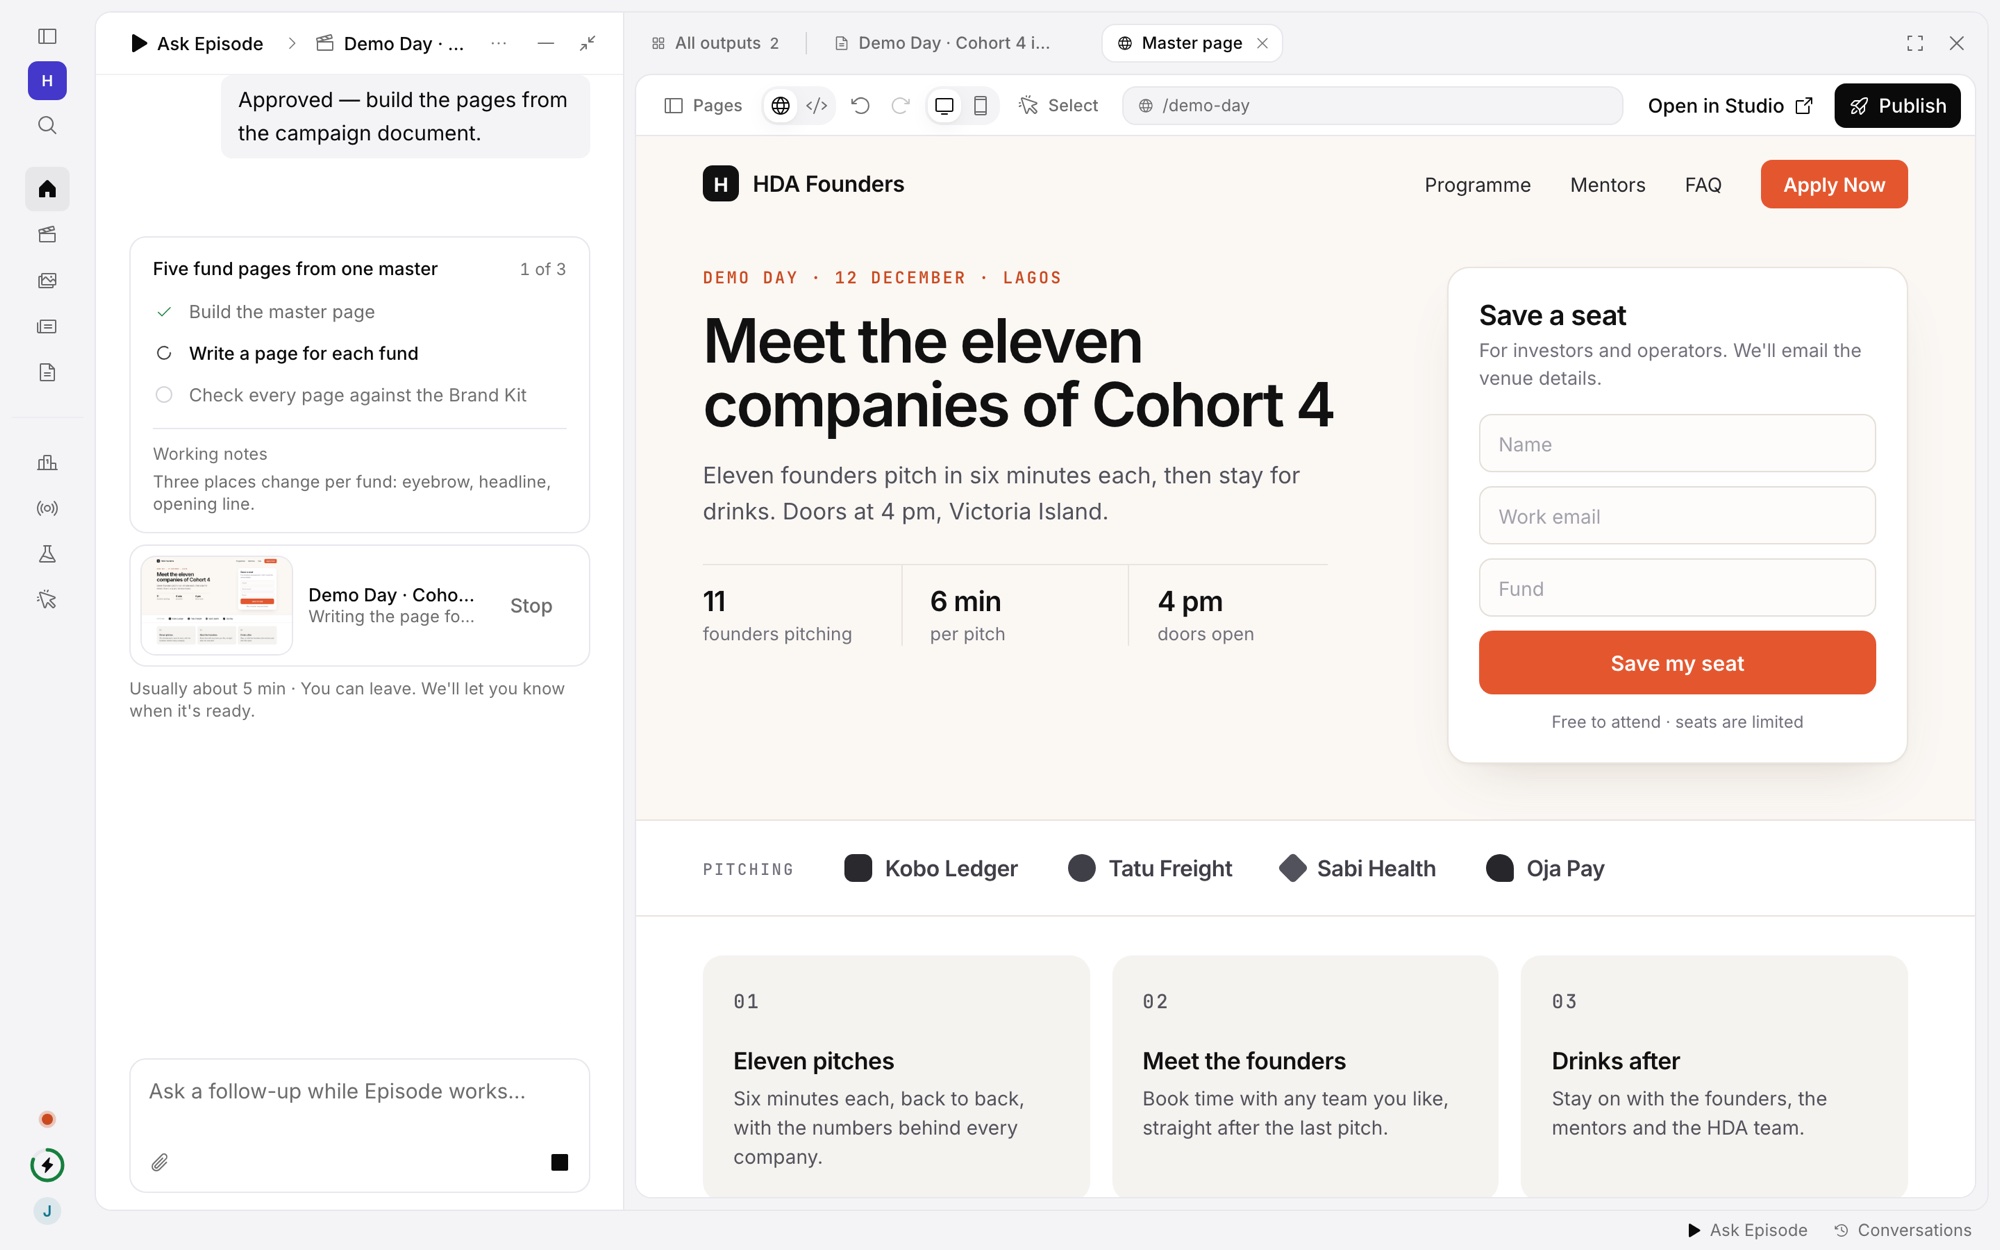 H
Ask Episode
Demo Day · ...
Approved — build the pages from
the campaign document.
Five fund pages from one master
1 of 3
Build the master page
Write a page for each fund
Check every page against the Brand Kit
Working notes
Three places change per fund: eyebrow, headline,
opening line.
Demo Day · Coho...
Writing the page fo...
Stop
Usually about 5 min · You can leave. We'll let you know
when it's ready.
Ask a follow-up while Episode works...
J
All outputs 2
Demo Day · Cohort 4 i...
Master page
Pages
</>
Select
/demo-day
Open in Studio
Publish
H HDA Founders
Programme
Mentors
FAQ
Apply Now
DEMO DAY · 12 DECEMBER · LAGOS
Meet the eleven
companies of Cohort 4
Eleven founders pitch in six minutes each, then stay for
drinks. Doors at 4 pm, Victoria Island.
11
founders pitching
6 min
per pitch
4 pm
doors open
Save a seat
For investors and operators. We'll email the
venue details.
Name
Work email
Fund
Save my seat
Free to attend · seats are limited
PITCHING
Kobo Ledger
Tatu Freight
Sabi Health
Oja Pay
01
Eleven pitches
Six minutes each, back to back,
with the numbers behind every
company.
02
Meet the founders
Book time with any team you like,
straight after the last pitch.
03
Drinks after
Stay on with the founders, the
mentors and the HDA team.
Ask Episode
Conversations